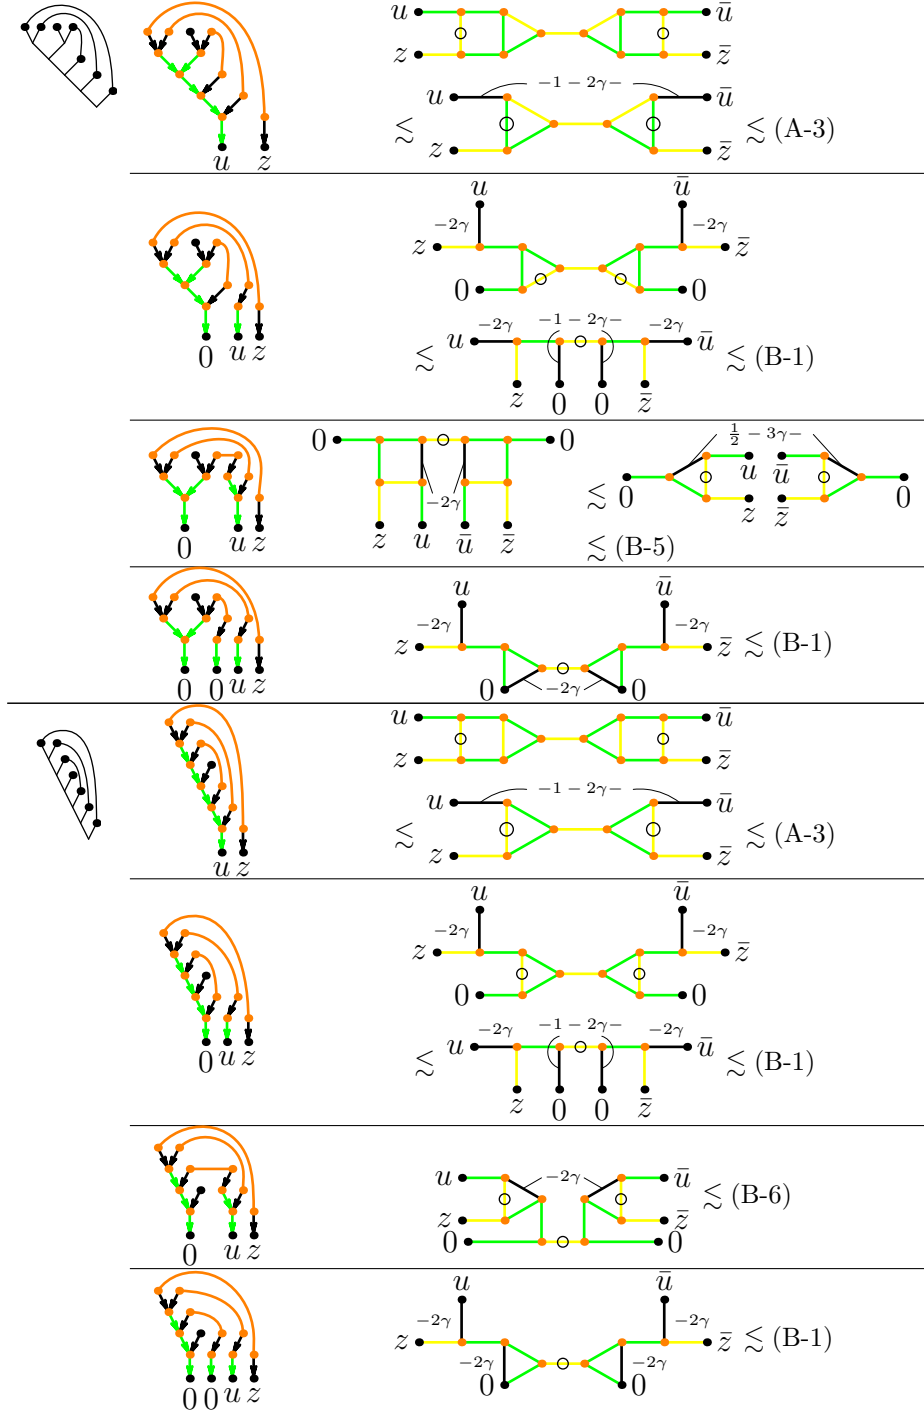 u ū
z z̄
−1 − 2γ−
u ū
≲ ≲ (A-3)
z z̄
u z
u ū
−2γ −2γ
z z̄
0 0
−2γ −1 − 2γ− −2γ
≲ u ū ≲ (B-1)
z 0 0 z̄
0 u z
0 0
−2γ
z u ū z̄
1/2 − 3γ−
≲ 0 u ū 0
z z̄
≲ (B-5)
0 u z
u ū
−2γ −2γ
z z̄ ≲ (B-1)
0 −2γ 0
0 0 u z
u ū
z z̄
−1 − 2γ−
u ū
≲ ≲ (A-3)
z z̄
u z
u ū
−2γ −2γ
z z̄
0 0
−2γ −1 − 2γ− −2γ
≲ u ū ≲ (B-1)
z 0 0 z̄
0 u z
u −2γ ū
≲ (B-6)
z z̄
0 0
0 u z
u ū
−2γ −2γ
z z̄ ≲ (B-1)
−2γ −2γ
0 0
0 0 u z